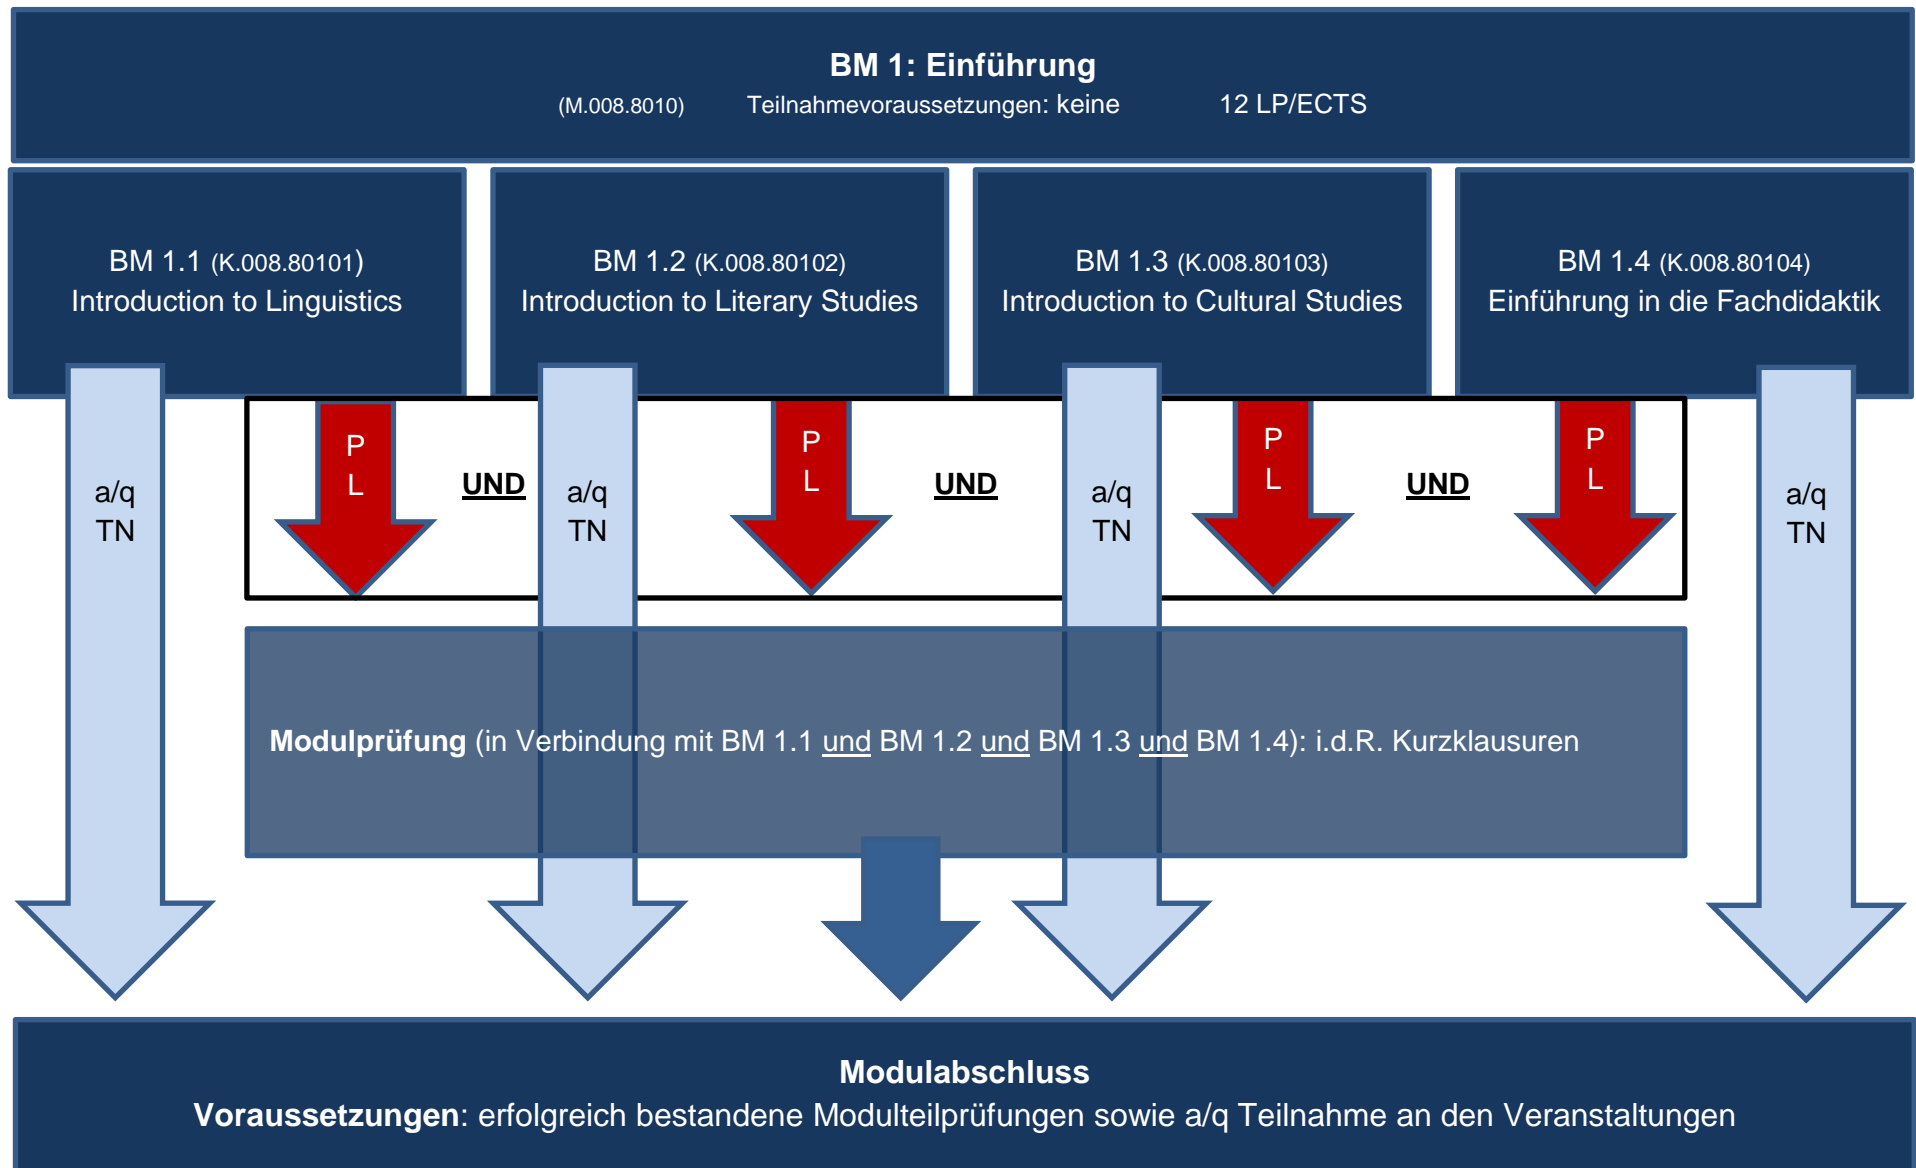 BM 1: Einführung
(M.008.8010) Teilnahmevoraussetzungen: keine 12 LP/ECTS
BM 1.1 (K.008.80101)
Introduction to Linguistics
BM 1.2 (K.008.80102)
Introduction to Literary Studies
BM 1.3 (K.008.80103)
Introduction to Cultural Studies
BM 1.4 (K.008.80104)
Einführung in die Fachdidaktik
a/q
TN
P
L
UND
a/q
TN
P
L
UND
a/q
TN
P
L
UND
P
L
a/q
TN
Modulprüfung (in Verbindung mit BM 1.1 und BM 1.2 und BM 1.3 und BM 1.4): i.d.R. Kurzklausuren
Modulabschluss
Voraussetzungen: erfolgreich bestandene Modulteilprüfungen sowie a/q Teilnahme an den Veranstaltungen